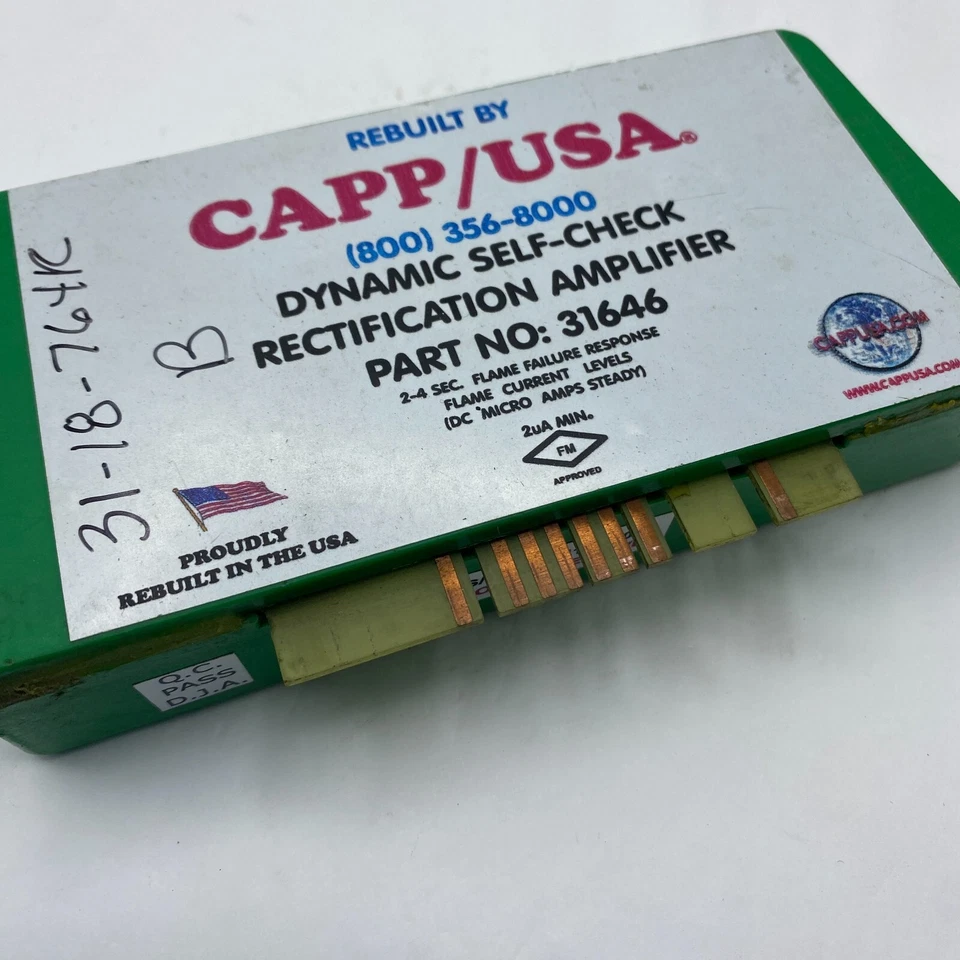 REBUILT BY
CAPP/USA®
(800) 356-8000
DYNAMIC SELF-CHECK
RECTIFICATION AMPLIFIER
PART NO: 31646
2-4 SEC. FLAME FAILURE RESPONSE
FLAME CURRENT LEVELS
(DC MICRO AMPS STEADY)
2uA MIN.
FM
APPROVED
31-18-764R
B
PROUDLY
REBUILT IN THE USA
CAPPUSA.COM
WWW.CAPPUSA.COM
Q.C.
PASS
D.J.A.